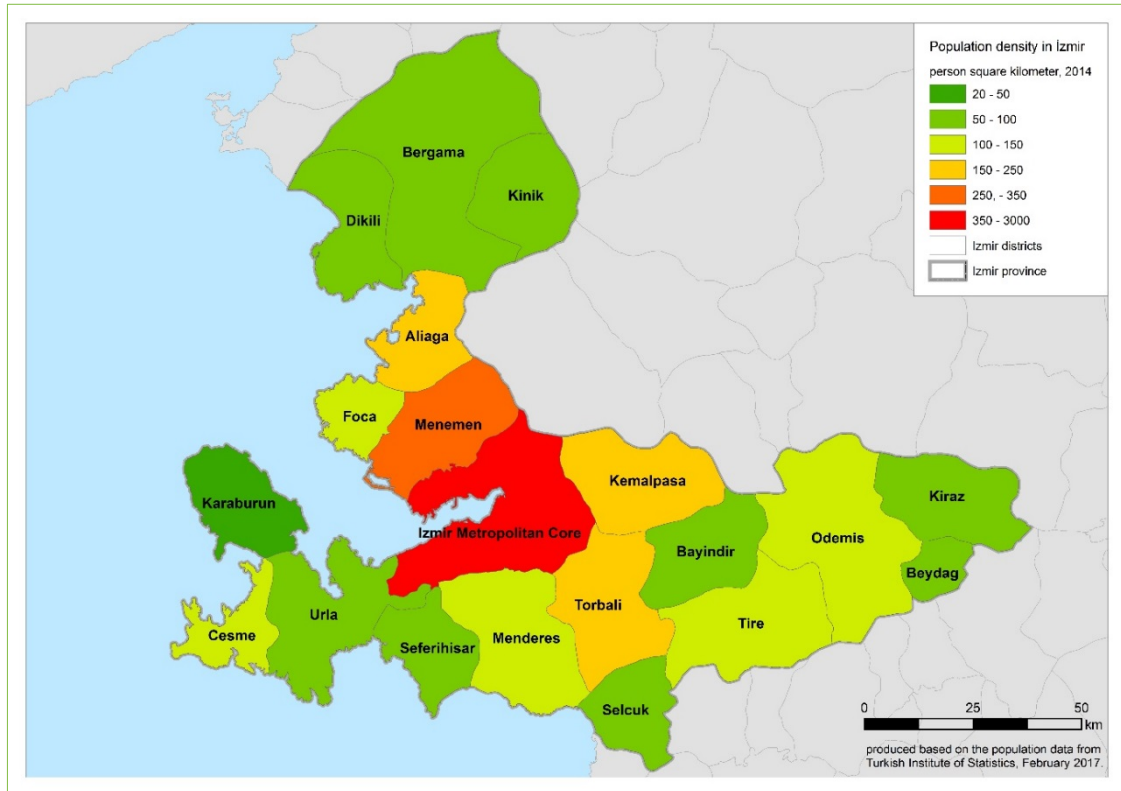 Population density in İzmir
person square kilometer, 2014
20 - 50
50 - 100
100 - 150
150 - 250
250, - 350
350 - 3000
Izmir districts
Izmir province
Bergama
Kinik
Dikili
Aliaga
Foca
Menemen
Karaburun
Kemalpasa
Izmir Metropolitan Core
Kiraz
Odemis
Bayindir
Beydag
Urla
Torbali
Tire
Cesme
Seferihisar
Menderes
Selcuk
0 25 50
km
produced based on the population data from
Turkish Institute of Statistics, February 2017.